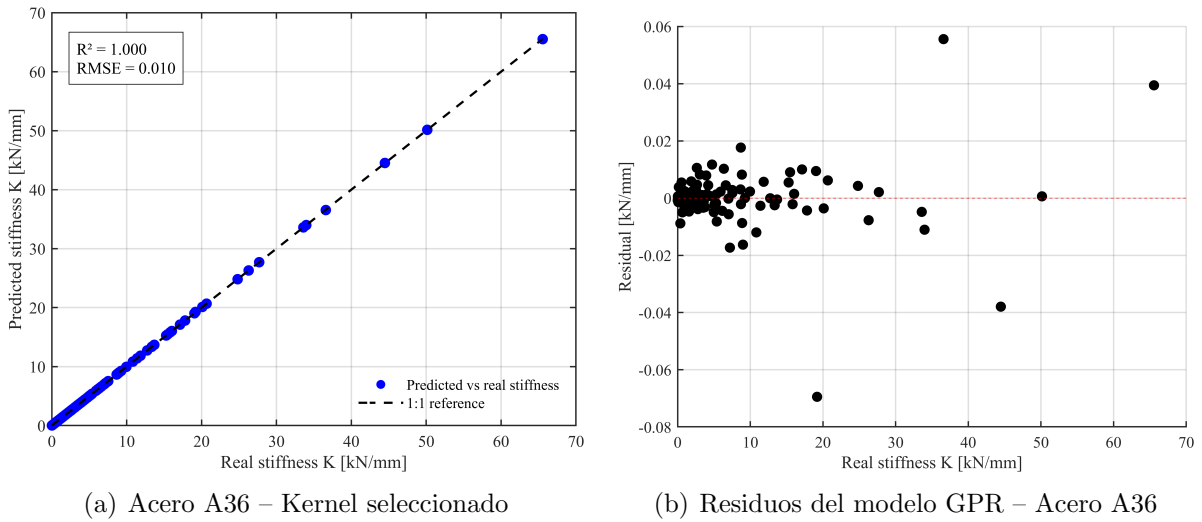 70
60
50
40
30
20
10
0
Predicted stiffness K [kN/mm]
R² = 1.000
RMSE = 0.010
Predicted vs real stiffness
1:1 reference
0 10 20 30 40 50 60 70
Real stiffness K [kN/mm]
(a) Acero A36 – Kernel seleccionado
0.06
0.04
0.02
0
-0.02
-0.04
-0.06
-0.08
Residual [kN/mm]
0 10 20 30 40 50 60 70
Real stiffness K [kN/mm]
(b) Residuos del modelo GPR – Acero A36